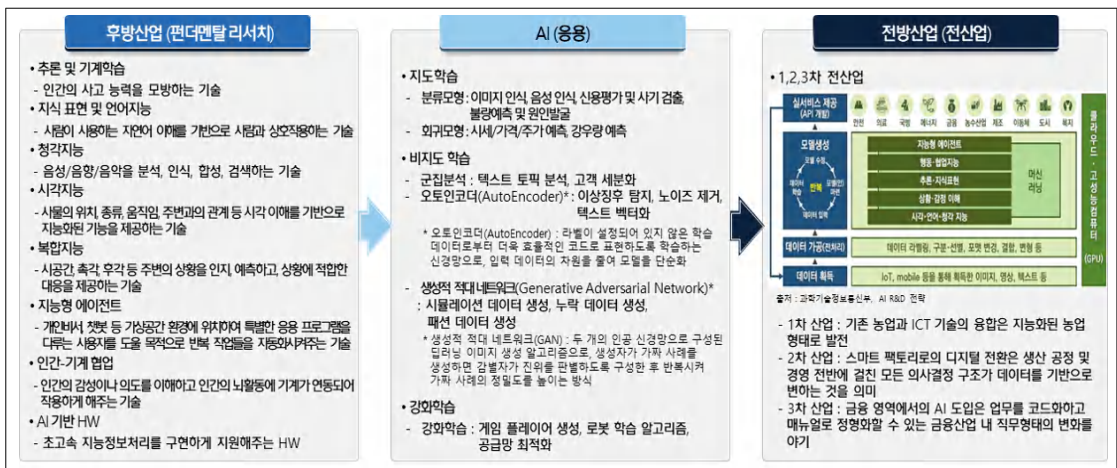 후방산업 (펀더멘탈 리서치)
• 추론 및 기계학습
- 인간의 사고 능력을 모방하는 기술
• 지식 표현 및 언어지능
- 사람이 사용하는 자연어 이해를 기반으로 사람과 상호작용하는 기술
• 청각지능
- 음성/음향/음악을 분석, 인식, 합성, 검색하는 기술
• 시각지능
- 사물의 위치, 종류, 움직임, 주변과의 관계 등 시각 이해를 기반으로
지능화된 기능을 제공하는 기술
• 복합지능
- 시공간, 촉각, 후각 등 주변의 상황을 인지, 예측하고, 상황에 적합한
대응을 제공하는 기술
• 지능형 에이전트
- 개인비서, 챗봇 등 가상공간 환경에 위치하여 특별한 응용 프로그램을
다루는 사용자를 도울 목적으로 반복 작업들을 자동화시켜주는 기술
• 인간-기계 협업
- 인간의 감성이나 의도를 이해하고 인간의 뇌활동에 기계가 연동되어
작용하게 해주는 기술
• AI 기반 HW
- 초고속 지능정보처리를 구현하게 지원해주는 HW
AI (응용)
• 지도학습
- 분류모형 : 이미지 인식, 음성 인식, 신용평가 및 사기 검출,
불량예측 및 원인발굴
- 회귀모형 : 시세/가격/주가 예측, 강우량 예측
• 비지도 학습
- 군집분석 : 텍스트 토픽 분석, 고객 세분화
- 오토인코더(AutoEncoder)* : 이상징후 탐지, 노이즈 제거,
텍스트 벡터화
* 오토인코더(AutoEncoder) : 라벨이 설정되어 있지 않은 학습
데이터로부터 더욱 효율적인 코드로 표현하도록 학습하는
신경망으로, 입력 데이터의 차원을 줄여 모델을 단순화
- 생성적 적대 네트워크(Generative Adversarial Network)*
: 시뮬레이션 데이터 생성, 누락 데이터 생성,
패션 데이터 생성
* 생성적 적대 네트워크(GAN) : 두 개의 인공 신경망으로 구성된
딥러닝 이미지 생성 알고리즘으로, 생성자가 가짜 사례를
생성하면 감별자가 진위를 판별하도록 구성한 후 반복시켜
가짜 사례의 정밀도를 높이는 방식
• 강화학습
- 강화학습 : 게임 플레이어 생성, 로봇 학습 알고리즘,
공급망 최적화
전방산업 (전산업)
• 1,2,3차 전산업
실서비스 제공
(API 개발)
안전 의료 국방 에너지 금융 농수산업 제조 이동체 도시 복지
모델생성
모델 수정
데이터 학습
반복
데이터 입력
지능형 에이전트
행동·협업지능
추론·지식표현
상황·감정 이해
시각·언어·청각 지능
머신
러닝
클라우드·고성능컴퓨터
(GPU)
데이터 가공(전처리)
데이터 라벨링, 구분·선별, 포맷 변경, 결합, 변형 등
데이터 획득
IoT, mobile 등을 통해 획득한 이미지, 영상, 텍스트 등
출처 : 과학기술정보통신부, AI R&D 전략
- 1차 산업 : 기존 농업과 ICT 기술의 융합은 지능화된 농업
형태로 발전
- 2차 산업 : 스마트 팩토리로의 디지털 전환은 생산 공정 및
경영 전반에 걸친 모든 의사결정 구조가 데이터를 기반으로
변하는 것을 의미
- 3차 산업 : 금융 영역에서의 AI 도입은 업무를 코드화하고
매뉴얼로 정형화할 수 있는 금융산업 내 직무형태의 변화를
야기